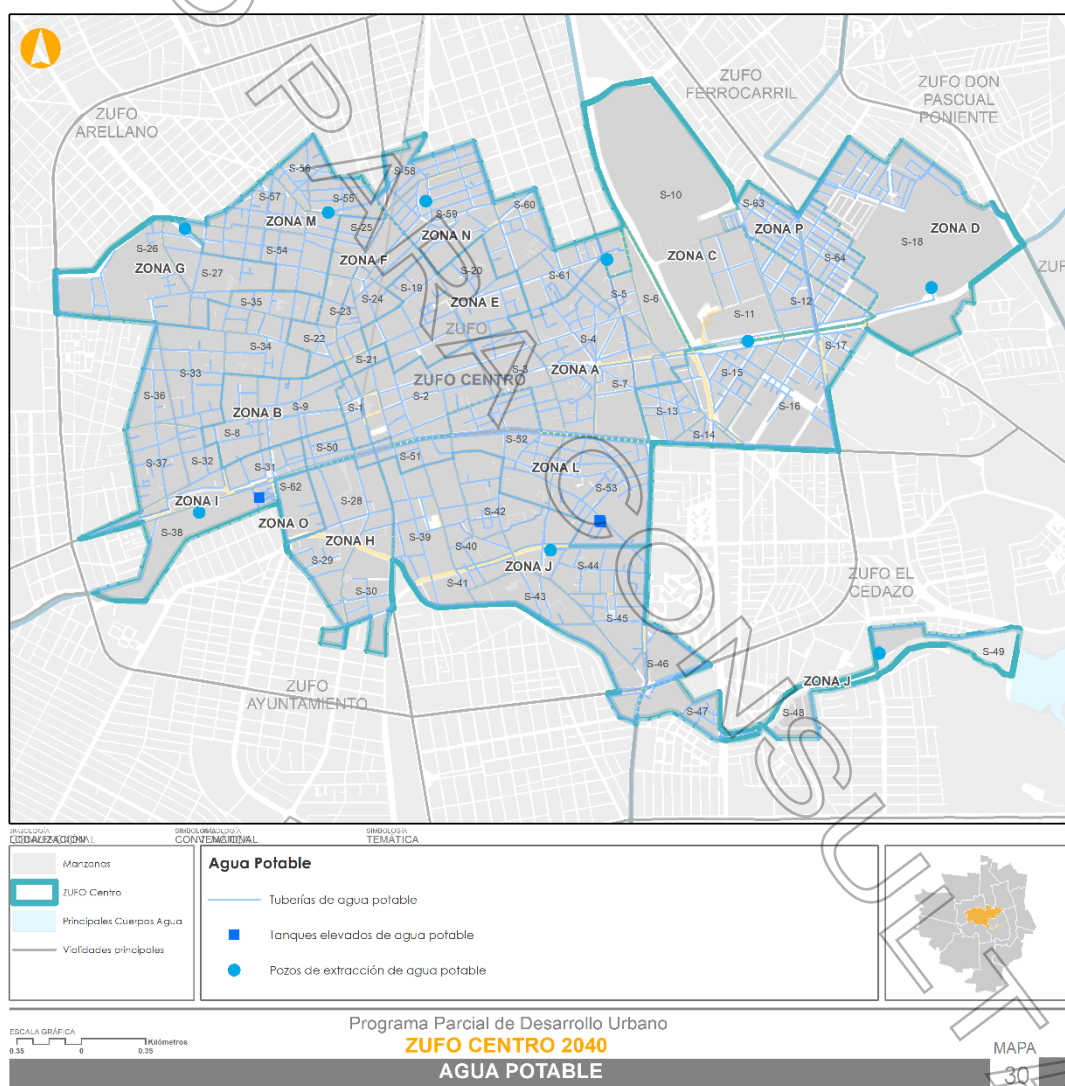 ZUFO
FERROCARRIL
ZUFO DON
PASCUAL
PONIENTE
ZUFO
ARELLANO
S-56
S-58
S-57
S-55
S-10
S-63
S-60
S-59
ZONA M
S-25
ZONA N
ZONA P
ZONA D
S-26
S-54
S-18
ZONA G
S-27
ZONA F
S-20
S-61
ZONA C
S-64
S-19
S-24
ZONA E
S-5
S-6
S-12
S-35
S-23
S-11
ZUFO
S-22
S-4
S-34
S-21
S-17
S-33
S-3
ZONA A
S-15
ZUFO CENTRO
S-7
S-36
S-2
S-9
S-1
S-16
ZONA B
S-13
S-8
S-14
S-52
S-50
S-51
S-37
S-32
S-31
ZONA L
S-62
S-53
ZONA I
S-28
S-42
ZONA O
S-38
S-39
ZONA H
S-40
S-29
ZONA J
S-44
ZUFO EL
CEDAZO
S-41
S-30
S-43
S-45
S-49
S-46
ZONA J
ZUFO
AYUNTAMIENTO
S-47
S-48
TEMÁTICA
Manzanas
ZUFO Centro
Principales Cuerpos Agua
Vialidades principales
Agua Potable
Tuberías de agua potable
Tanques elevados de agua potable
Pozos de extracción de agua potable
ESCALA GRÁFICA
Kilómetros
0.35 0 0.35
Programa Parcial de Desarrollo Urbano
ZUFO CENTRO 2040
AGUA POTABLE
MAPA
30
PARA CONSULT